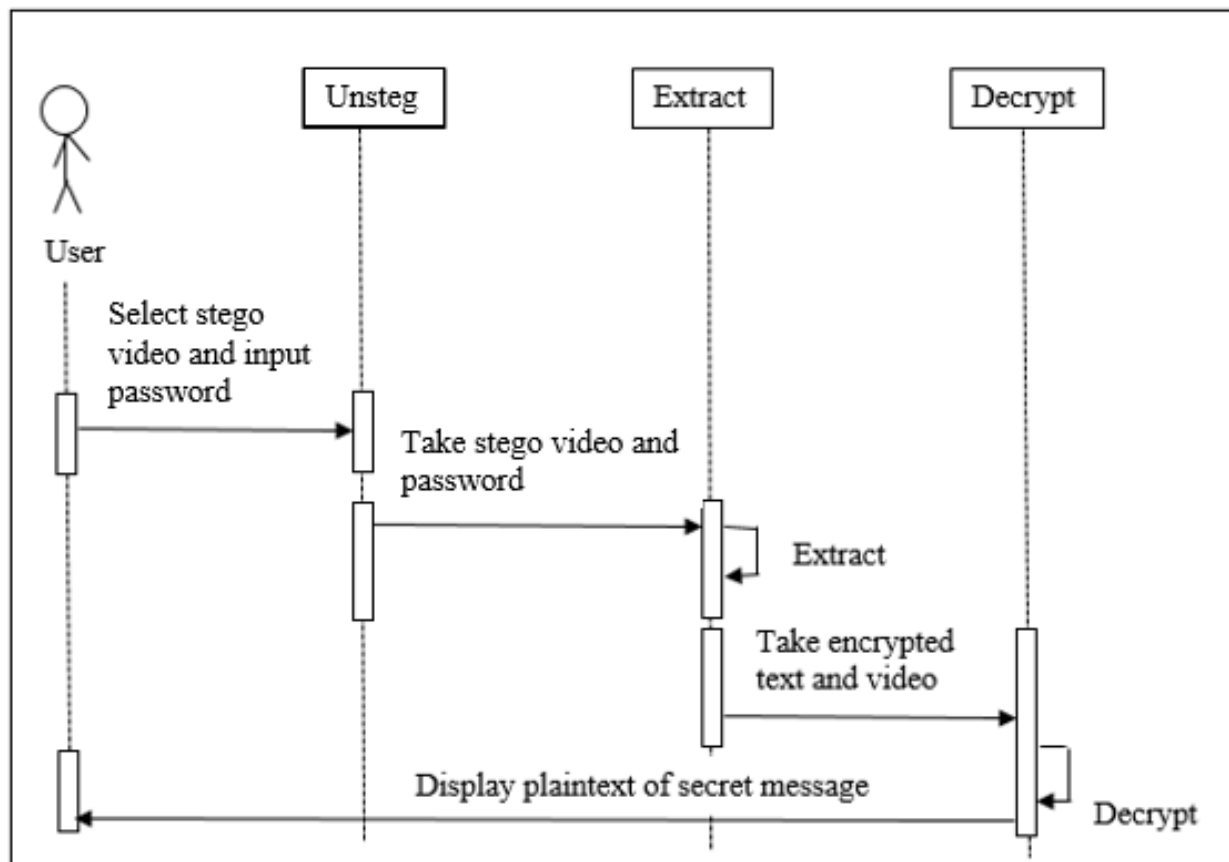 Unsteg
Extract
Decrypt
User
Select stego
video and input
password
Take stego video and
password
Extract
Take encrypted
text and video
Display plaintext of secret message
Decrypt